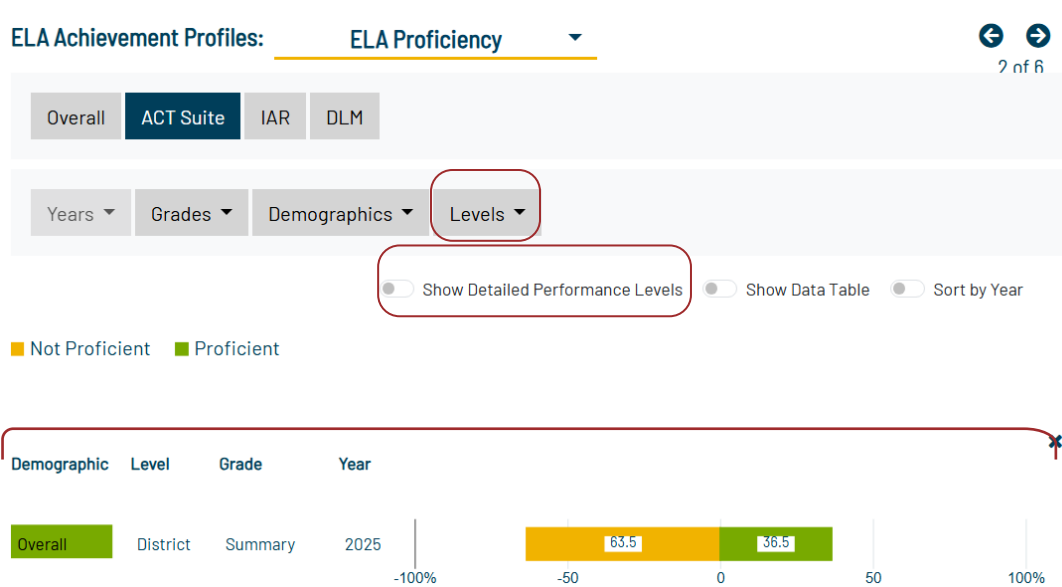 ELA Achievement Profiles: ELA Proficiency
2 of 6
Overall ACT Suite IAR DLM
Years Grades Demographics Levels
Show Detailed Performance Levels Show Data Table Sort by Year
Not Proficient Proficient
Demographic Level Grade Year
Overall District Summary 2025 63.5 36.5
-100% -50 0 50 100%